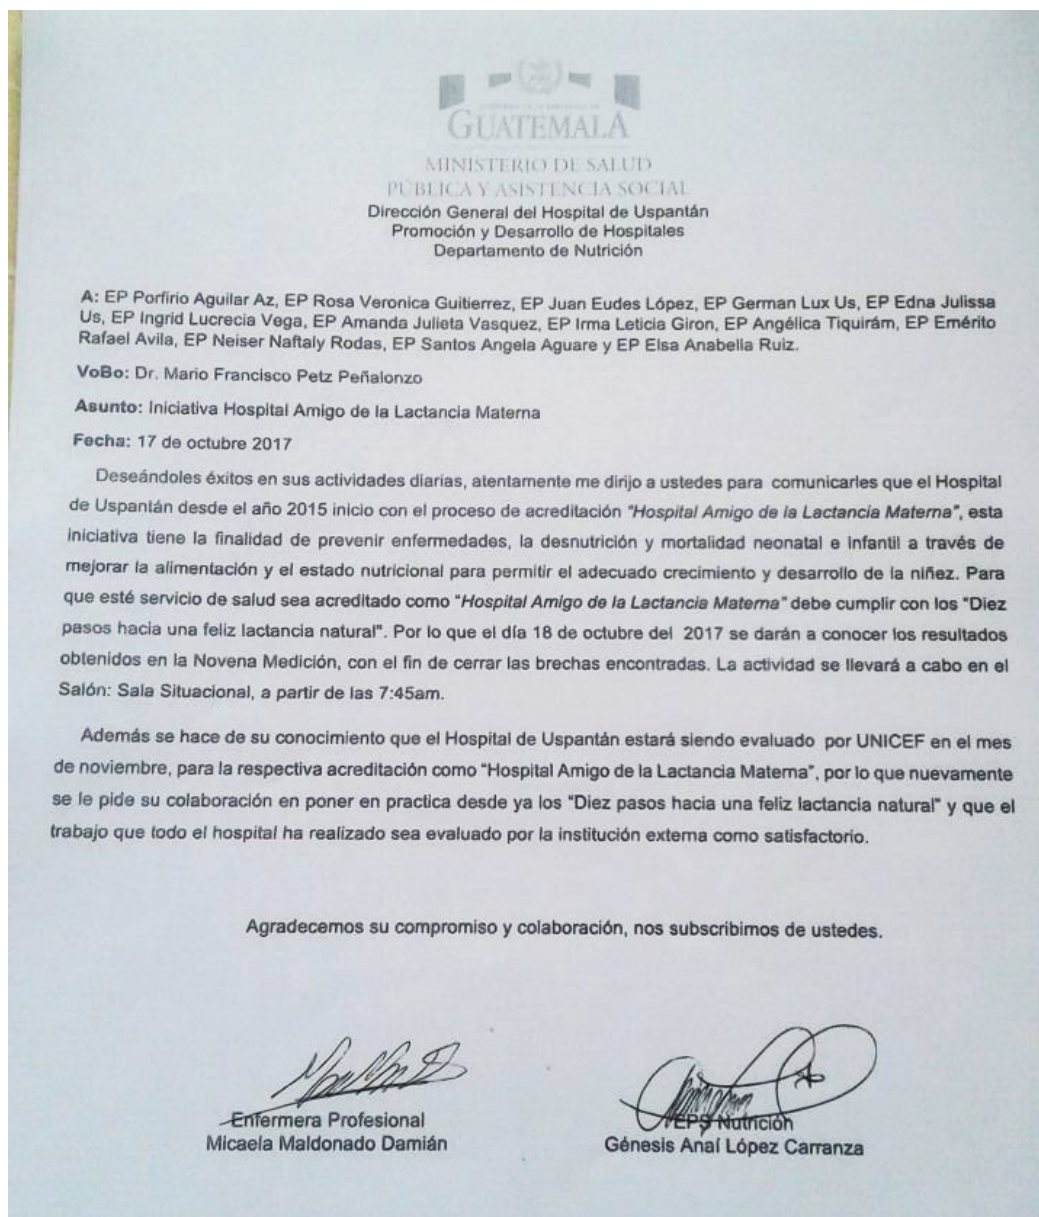 GUATEMALA
MINISTERIO DE SALUD
PÚBLICA Y ASISTENCIA SOCIAL
Dirección General del Hospital de Uspantán
Promoción y Desarrollo de Hospitales
Departamento de Nutrición
A: EP Porfirio Aguilar Az, EP Rosa Veronica Guitierrez, EP Juan Eudes López, EP German Lux Us, EP Edna Julissa
Us, EP Ingrid Lucrecia Vega, EP Amanda Julieta Vasquez, EP Irma Leticia Giron, EP Angélica Tiquirám, EP Emérito
Rafael Avila, EP Neiser Naftaly Rodas, EP Santos Angela Aguare y EP Elsa Anabella Ruiz.
VoBo: Dr. Mario Francisco Petz Peñalonzo
Asunto: Iniciativa Hospital Amigo de la Lactancia Materna
Fecha: 17 de octubre 2017
Deseándoles éxitos en sus actividades diarias, atentamente me dirijo a ustedes para comunicarles que el Hospital
de Uspantán desde el año 2015 inicio con el proceso de acreditación "Hospital Amigo de la Lactancia Materna", esta
iniciativa tiene la finalidad de prevenir enfermedades, la desnutrición y mortalidad neonatal e infantil a través de
mejorar la alimentación y el estado nutricional para permitir el adecuado crecimiento y desarrollo de la niñez. Para
que esté servicio de salud sea acreditado como "Hospital Amigo de la Lactancia Materna" debe cumplir con los "Diez
pasos hacia una feliz lactancia natural". Por lo que el día 18 de octubre del 2017 se darán a conocer los resultados
obtenidos en la Novena Medición, con el fin de cerrar las brechas encontradas. La actividad se llevará a cabo en el
Salón: Sala Situacional, a partir de las 7:45am.
Además se hace de su conocimiento que el Hospital de Uspantán estará siendo evaluado por UNICEF en el mes
de noviembre, para la respectiva acreditación como "Hospital Amigo de la Lactancia Materna", por lo que nuevamente
se le pide su colaboración en poner en practica desde ya los "Diez pasos hacia una feliz lactancia natural" y que el
trabajo que todo el hospital ha realizado sea evaluado por la institución externa como satisfactorio.
Agradecemos su compromiso y colaboración, nos subscribimos de ustedes.
Enfermera Profesional
Micaela Maldonado Damián
EPS Nutrición
Génesis Anaí López Carranza